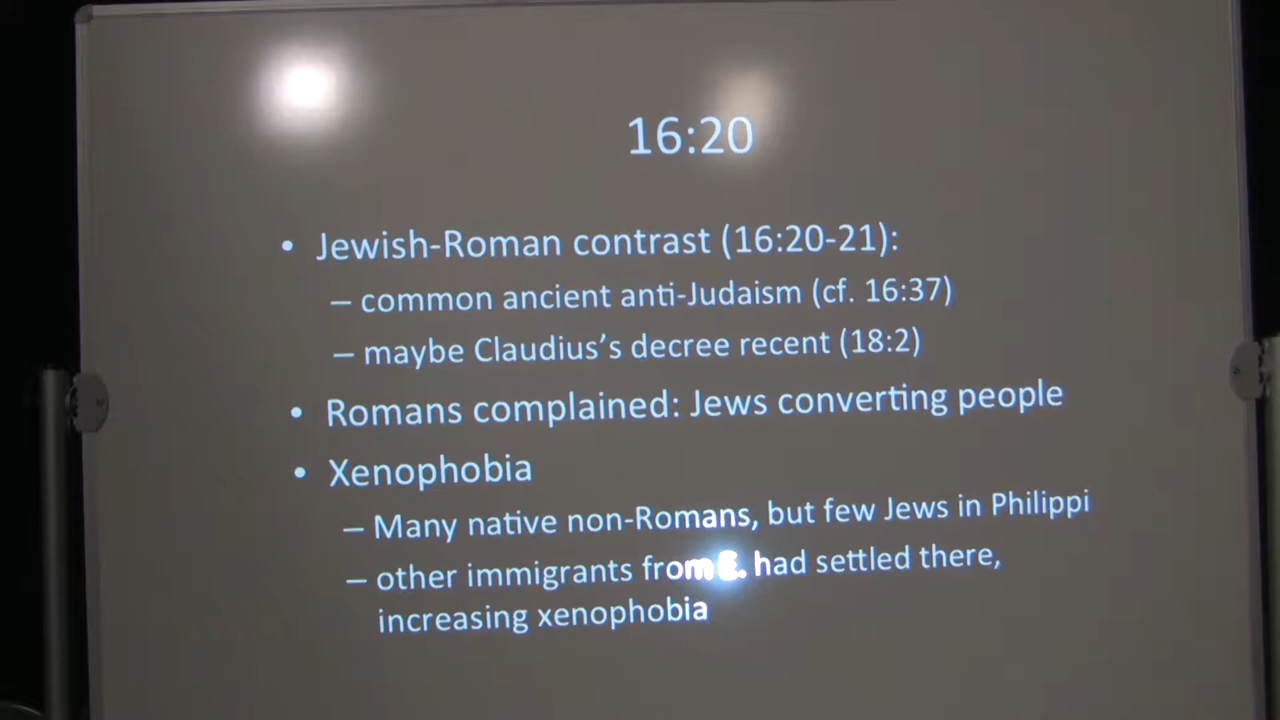 16:20
• Jewish-Roman contrast (16:20-21):
– common ancient anti-Judaism (cf. 16:37)
– maybe Claudius’s decree recent (18:2)
• Romans complained: Jews converting people
• Xenophobia
– Many native non-Romans, but few Jews in Philippi
– other immigrants from E. had settled there,
increasing xenophobia